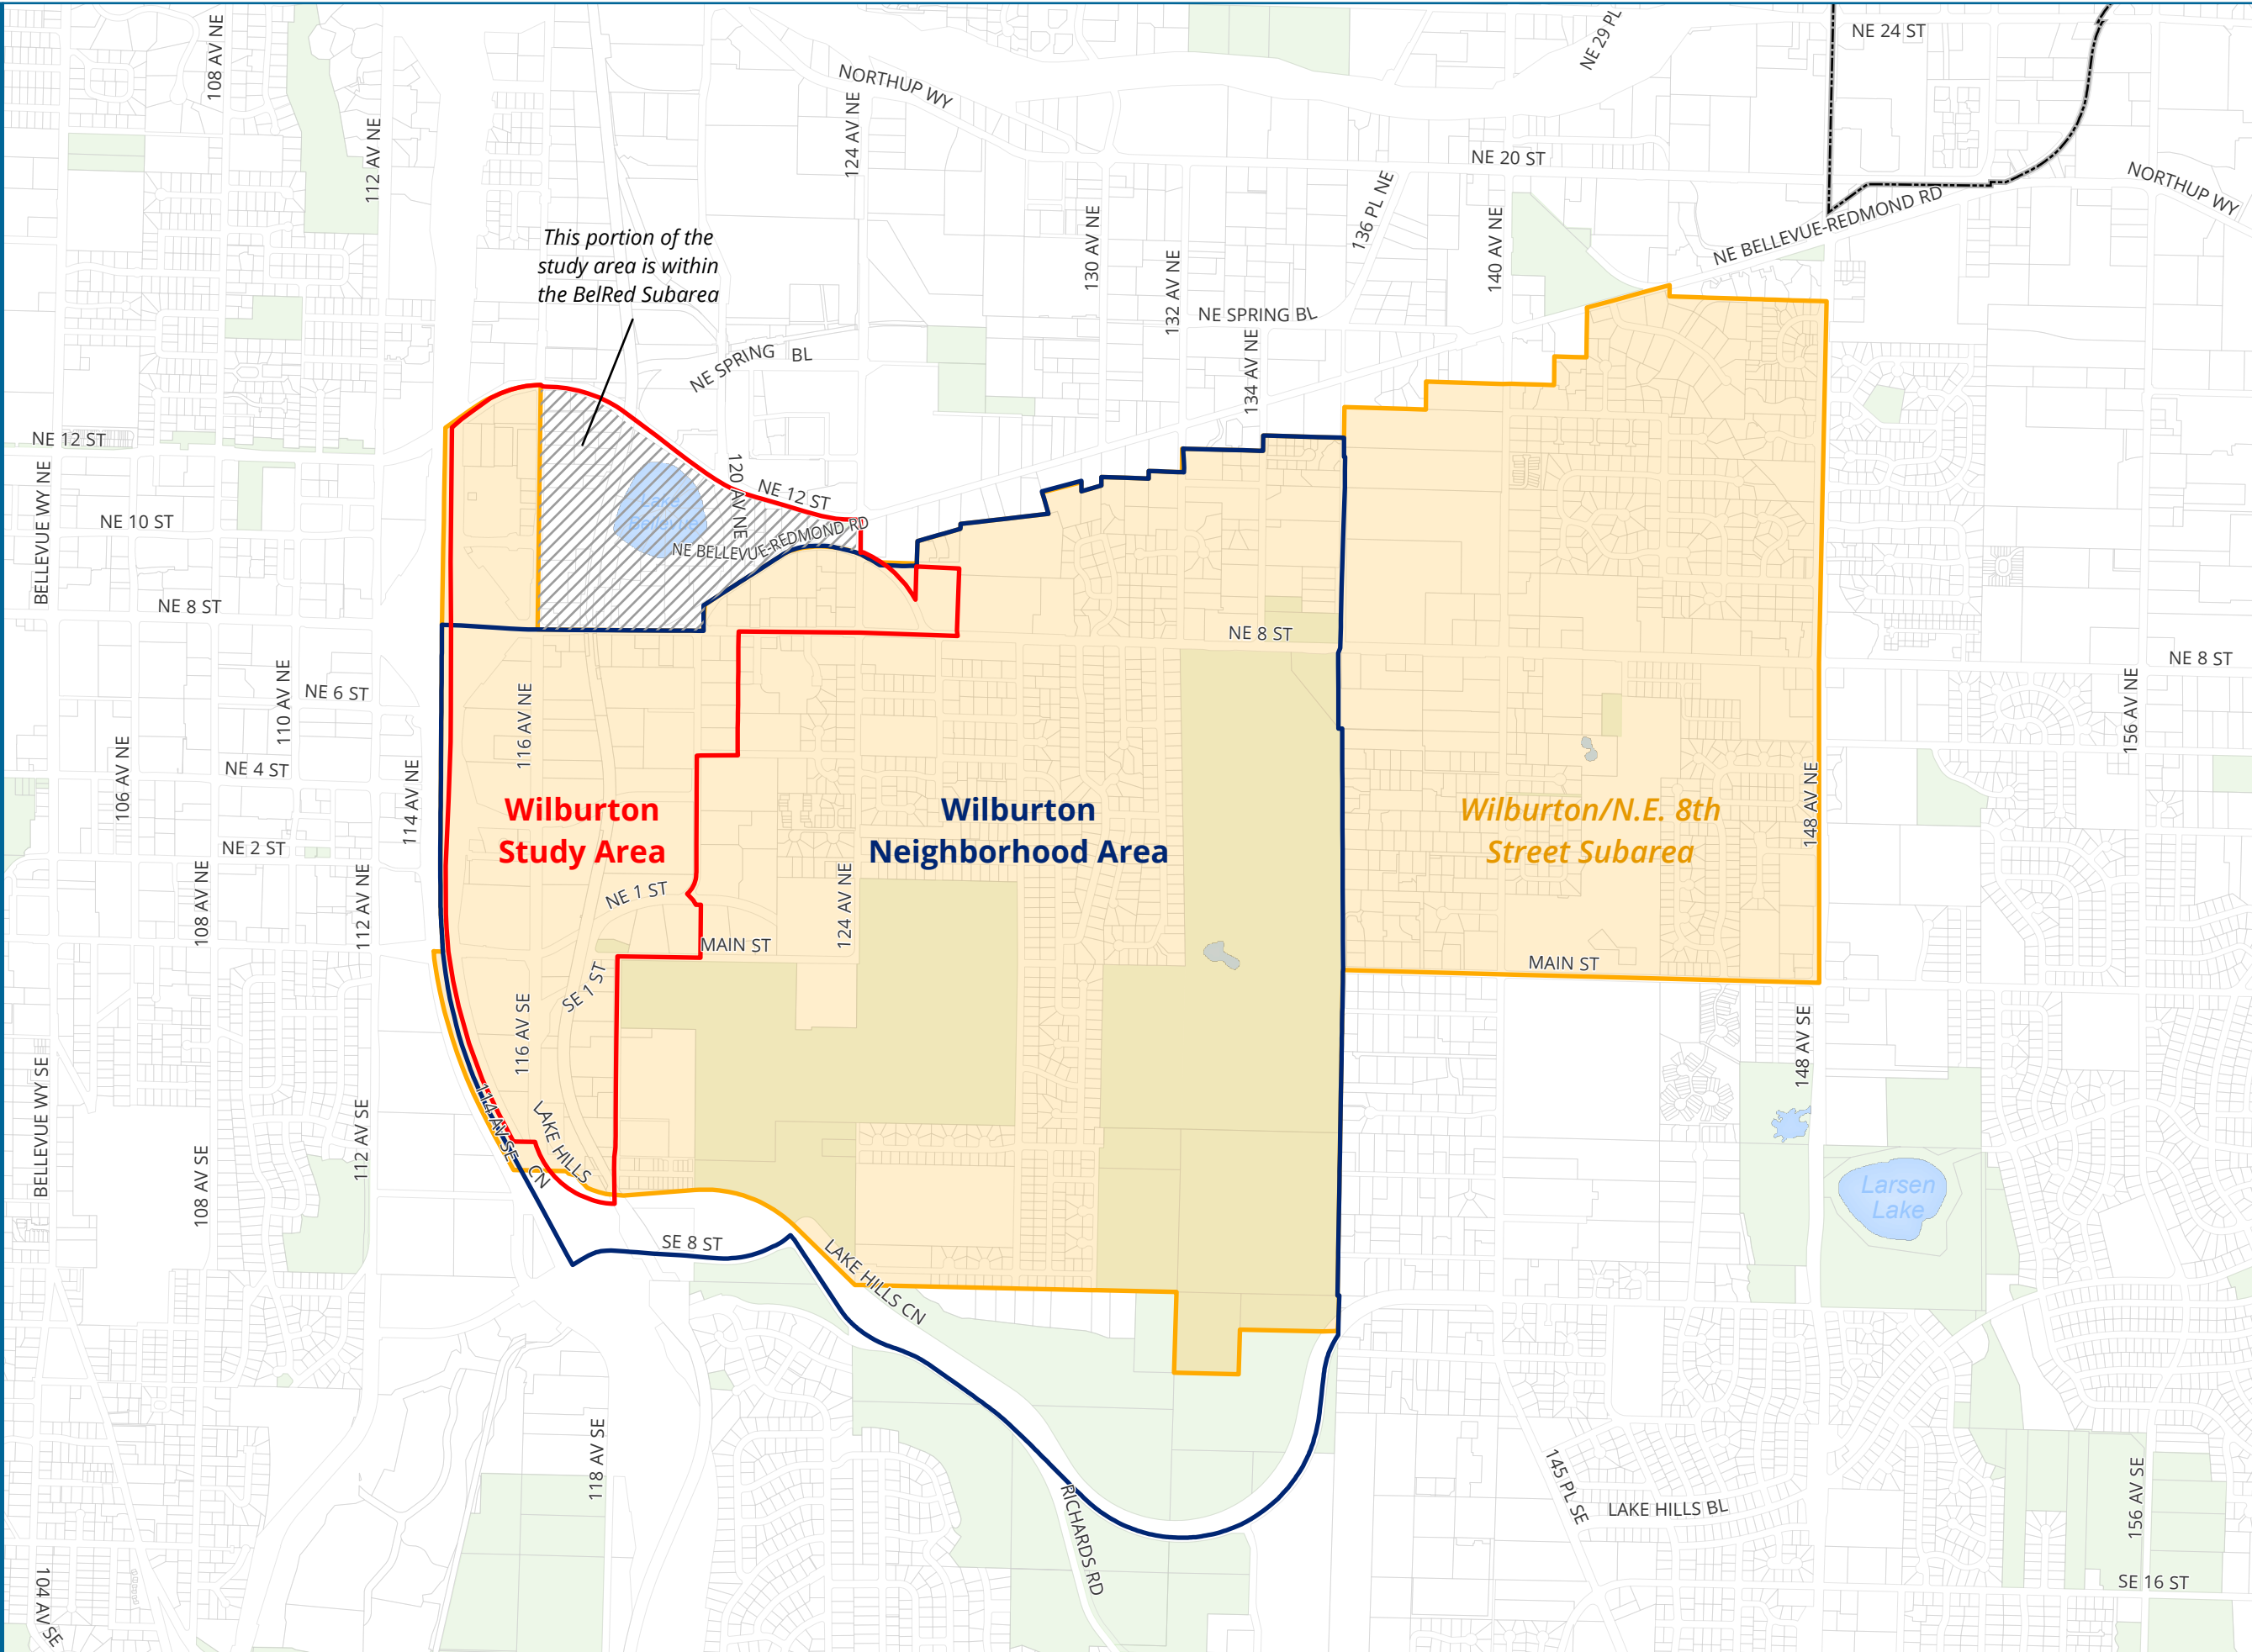 NE 24 ST
108 AV NE
NE 29 PL
NORTHUP WY
124 AV NE
112 AV NE
NE 20 ST
NORTHUP WY
136 PL NE
130 AV NE
140 AV NE
NE BELLEVUE-REDMOND RD
This portion of the
study area is within
the BelRed Subarea
132 AV NE
NE SPRING BL
NE SPRING BL
134 AV NE
NE 12 ST
BELLEVUE WY NE
120 AV NE
NE 12 ST
Lake
Bellevue
NE 10 ST
NE BELLEVUE-REDMOND RD
NE 8 ST
NE 8 ST
NE 8 ST
110 AV NE
NE 6 ST
116 AV NE
156 AV NE
106 AV NE
NE 4 ST
114 AV NE
148 AV NE
Wilburton
Study Area
Wilburton
Neighborhood Area
Wilburton/N.E. 8th
Street Subarea
NE 2 ST
108 AV NE
112 AV NE
NE 1 ST
124 AV NE
MAIN ST
MAIN ST
SE 1 ST
116 AV SE
148 AV SE
BELLEVUE WY SE
114 AV SE
LAKE HILLS
CN
112 AV SE
108 AV SE
Larsen
Lake
SE 8 ST
LAKE HILLS CN
118 AV SE
RICHARDS RD
145 PL SE
LAKE HILLS BL
156 AV SE
104 AV SE
SE 16 ST